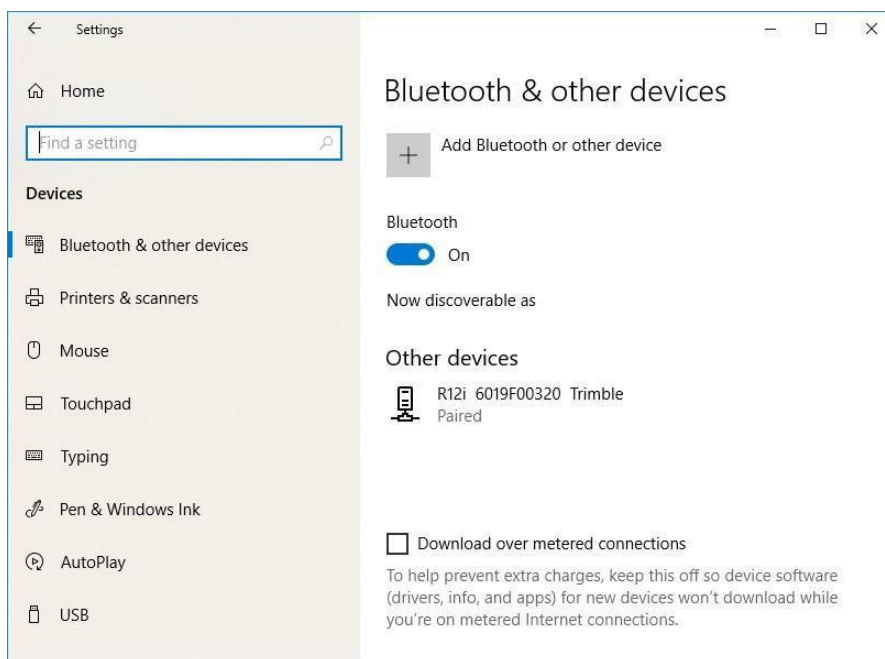 Settings
Home
Find a setting
Devices
Bluetooth & other devices
Printers & scanners
Mouse
Touchpad
Typing
Pen & Windows Ink
AutoPlay
USB
Bluetooth & other devices
Add Bluetooth or other device
Bluetooth
On
Now discoverable as
Other devices
R12i 6019F00320 Trimble
Paired
Download over metered connections
To help prevent extra charges, keep this off so device software
(drivers, info, and apps) for new devices won't download while
you're on metered Internet connections.